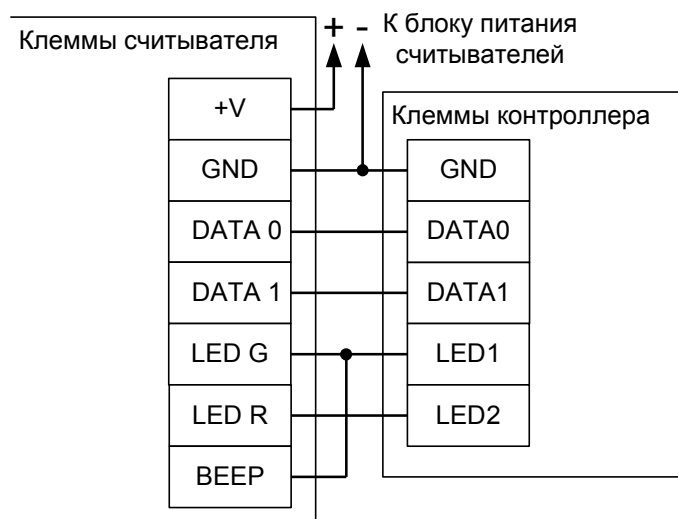 Клеммы считывателя
+ - К блоку питания
считывателей
Клеммы контроллера
+V
GND
DATA 0
DATA 1
LED G
LED R
BEEP
GND
DATA0
DATA1
LED1
LED2